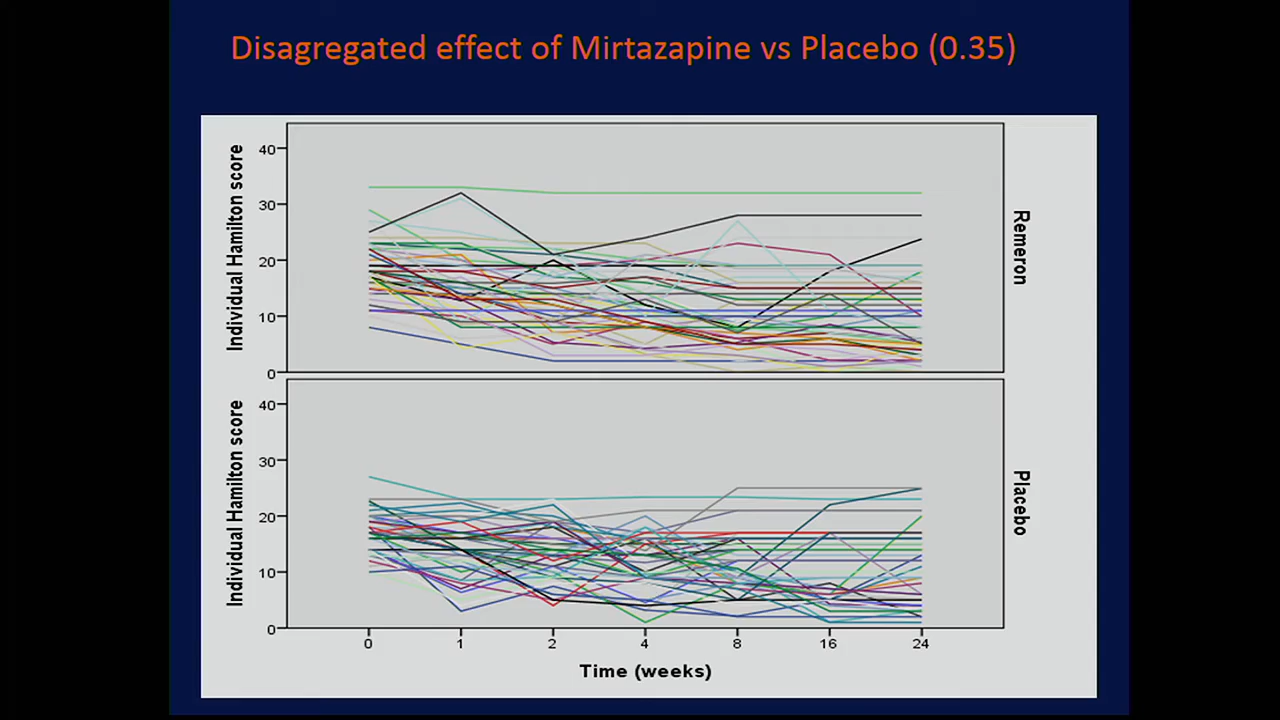 Disagregated effect of Mirtazapine vs Placebo (0.35)
Individual Hamilton score
40
30
20
10
0
Remeron
Individual Hamilton score
40
30
20
10
0
Placebo
0 1 2 4 8 16 24
Time (weeks)